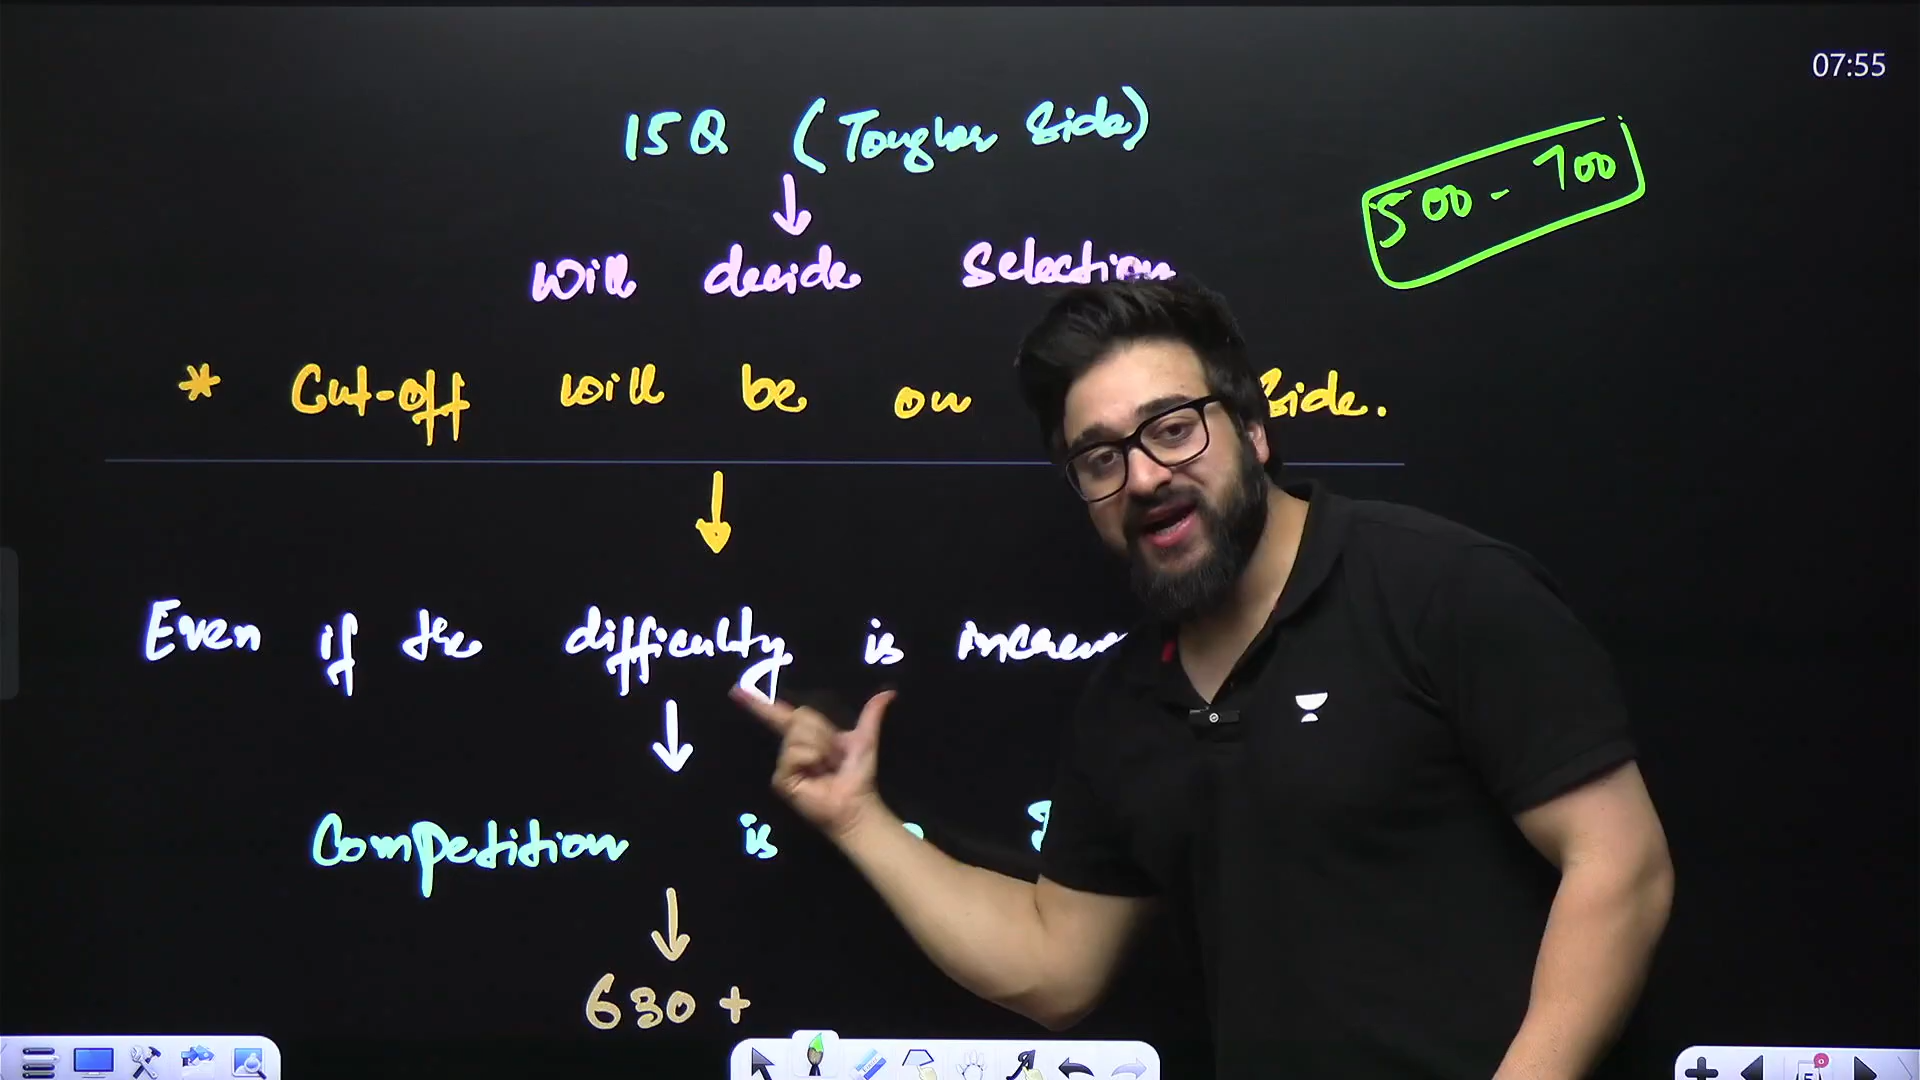 07:55
15Q (Tougher Side)
500 - 700
Will decide Selection
* Cut-off will be on Side.
Even if the difficulty is
Competition is
630 +